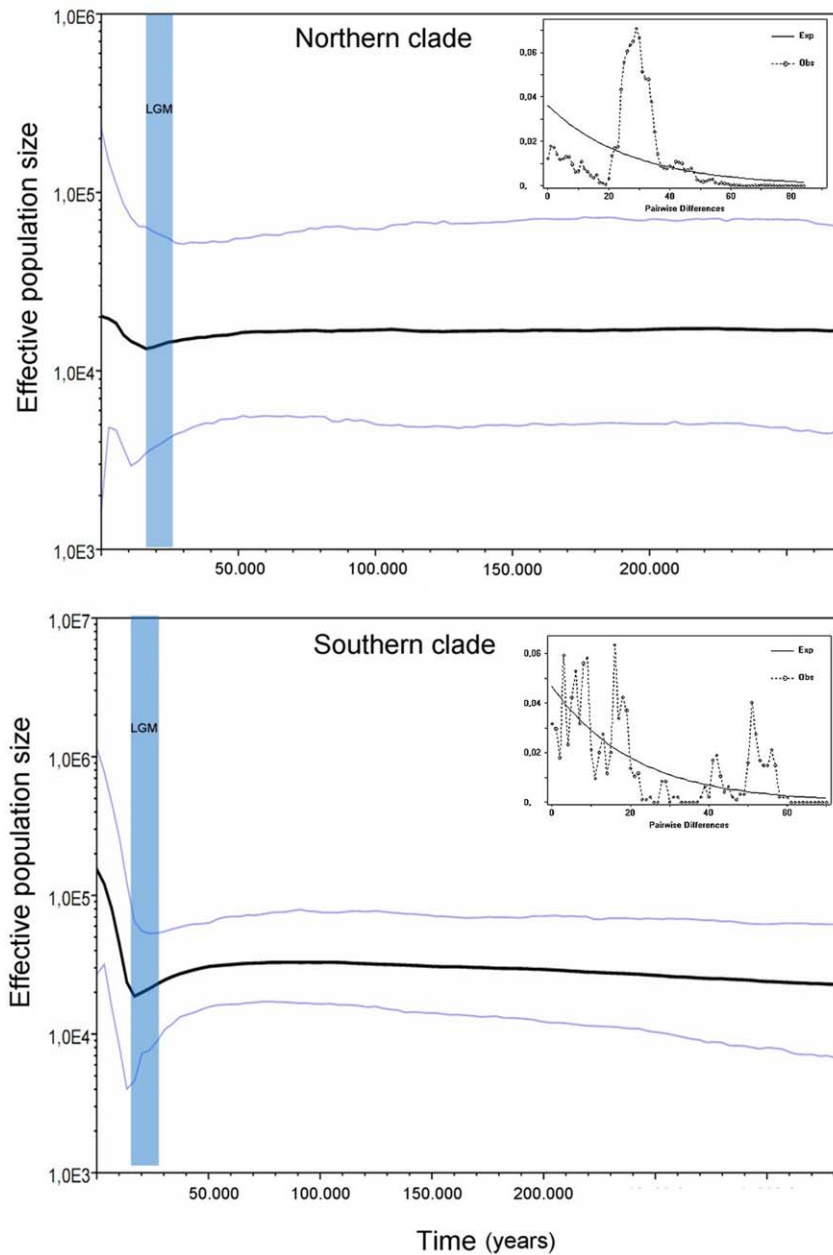 1,0E6
Northern clade
Exp
Obs
0,06
0,04
0,02
0,
0 20 40 60 80
Pairwise Differences
LGM
1,0E5
Effective population size
1,0E4
1,0E3
50.000 100.000 150.000 200.000
1,0E7
Southern clade
Exp
Obs
0,06
0,04
0,02
0,
0 20 40 60
Pairwise Differences
LGM
1,0E6
Effective population size
1,0E5
1,0E4
1,0E3
50.000 100.000 150.000 200.000
Time (years)